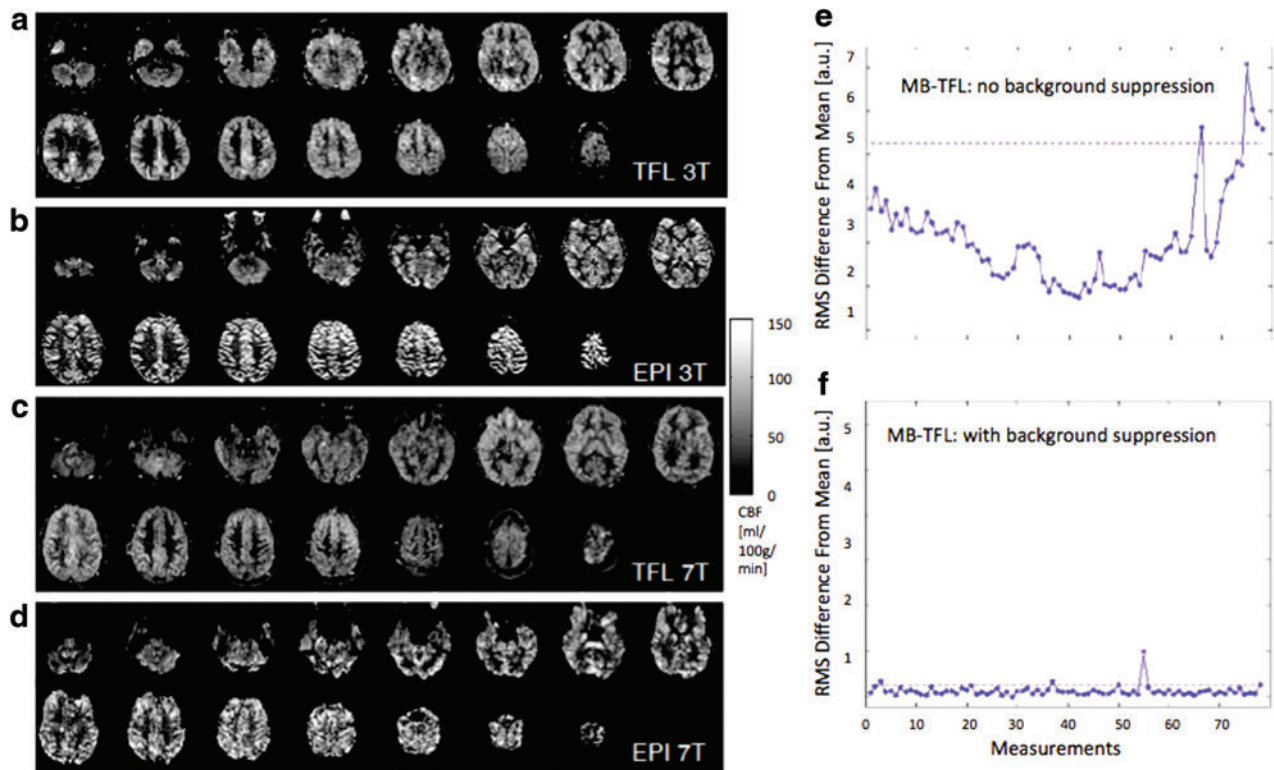 a
TFL 3T
b
EPI 3T
c
TFL 7T
d
EPI 7T
150
100
50
0
CBF
[ml/
100g/
min]
e
RMS Difference From Mean [a.u.]
7
6
5
4
3
2
1
MB-TFL: no background suppression
f
RMS Difference From Mean [a.u.]
5
4
3
2
1
MB-TFL: with background suppression
0 10 20 30 40 50 60 70
Measurements